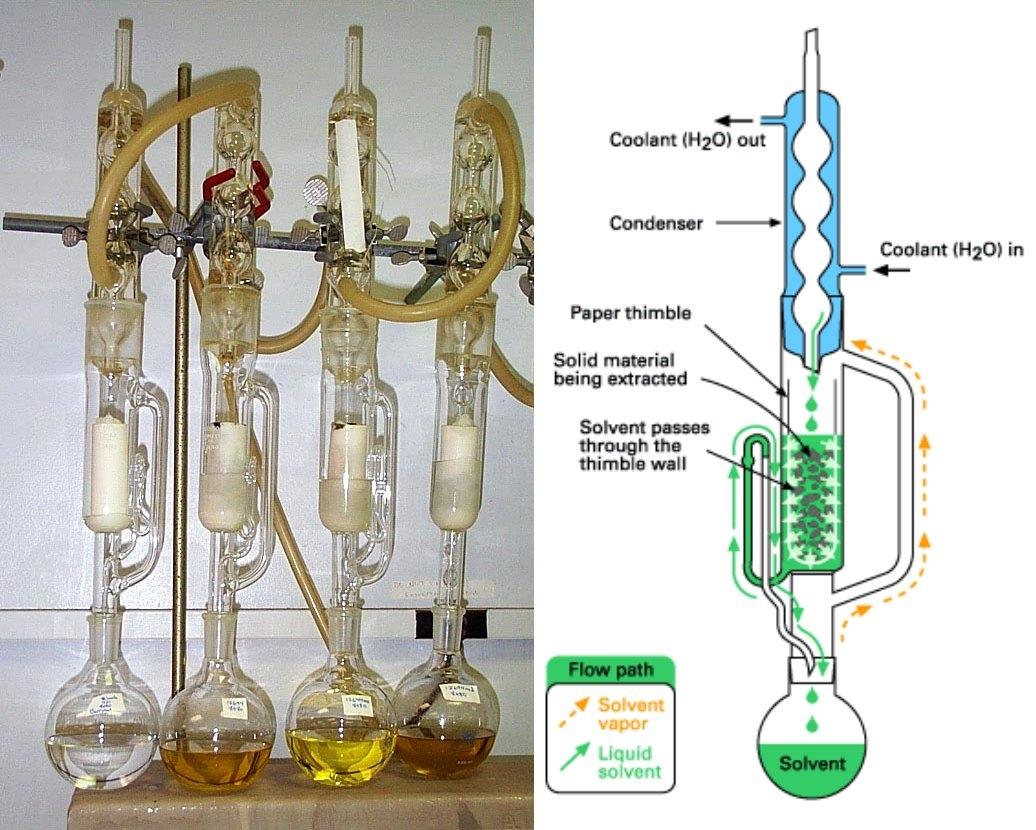 Coolant (H2O) out
Condenser
Coolant (H2O) in
Paper thimble
Solid material
being extracted
Solvent passes
through the
thimble wall
Flow path
Solvent
vapor
Liquid
solvent
Solvent